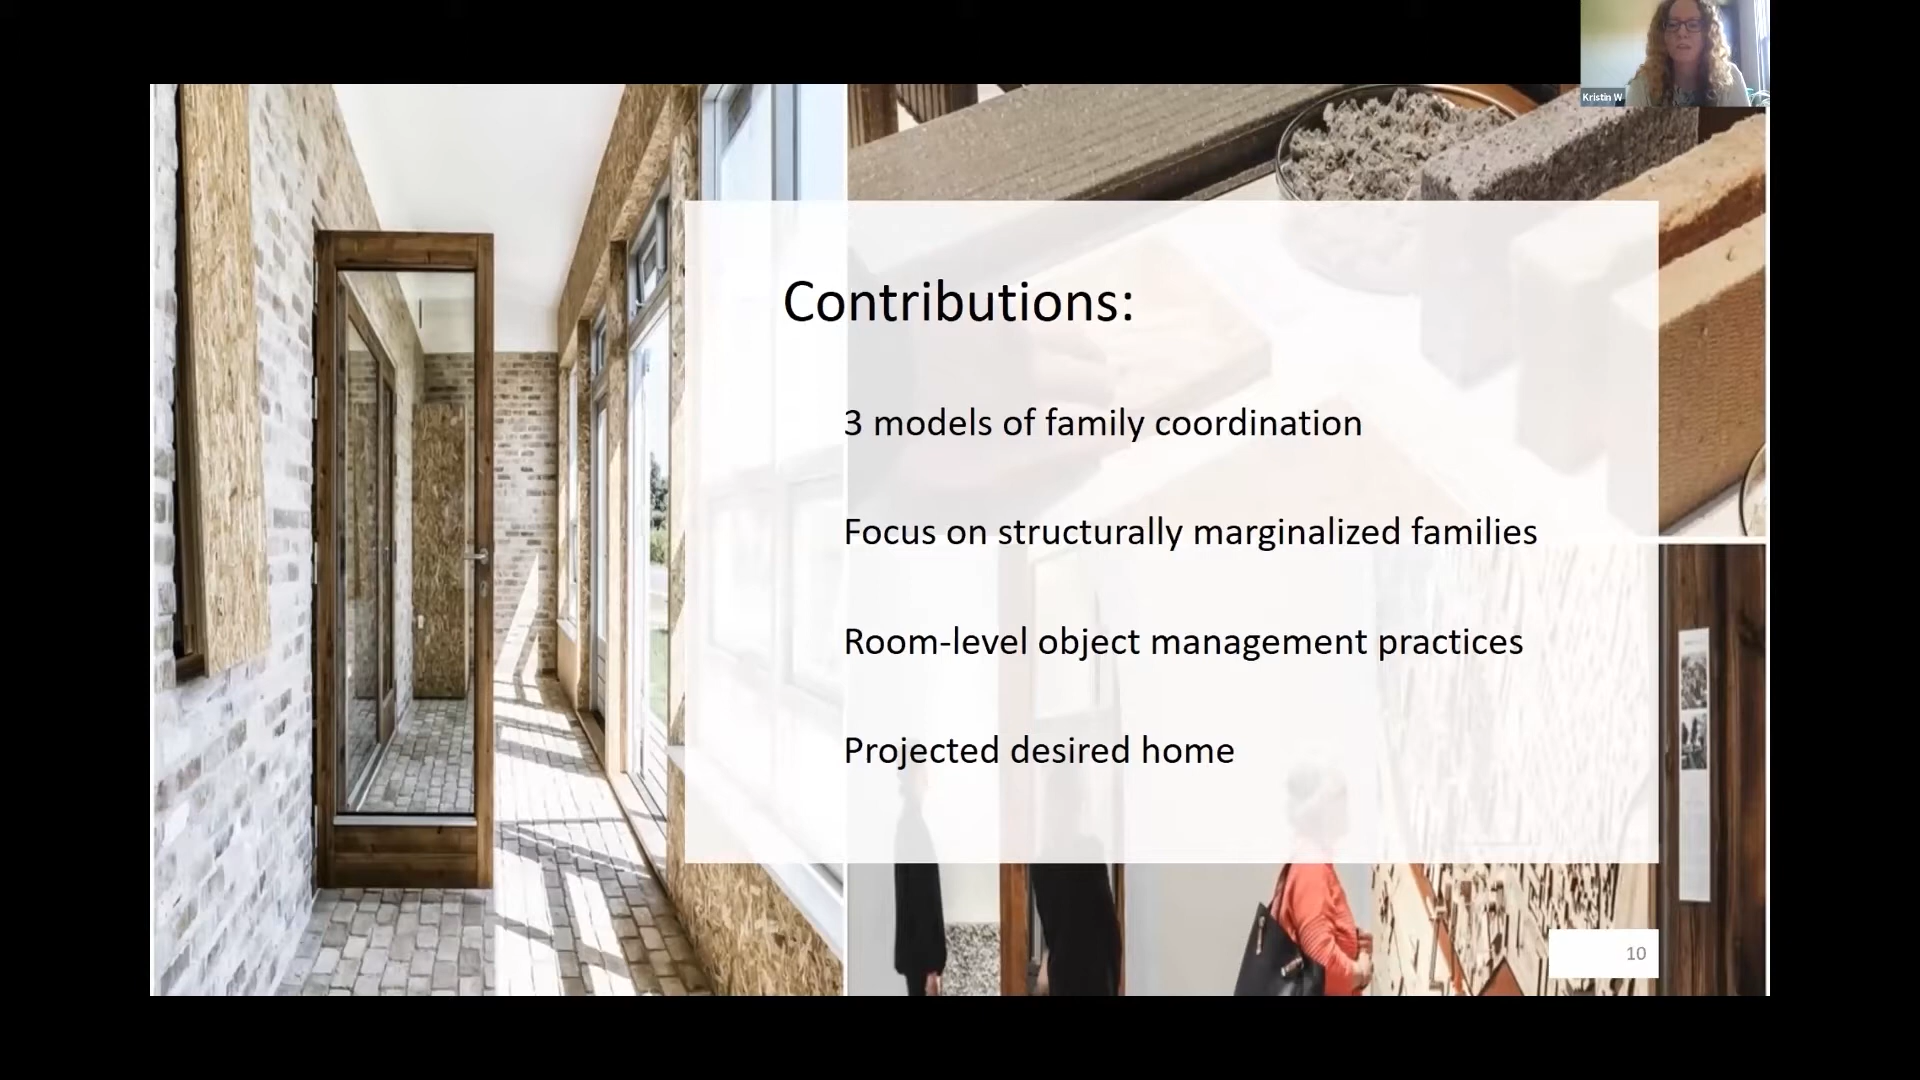 Kristin W
Contributions:
3 models of family coordination
Focus on structurally marginalized families
Room-level object management practices
Projected desired home
10